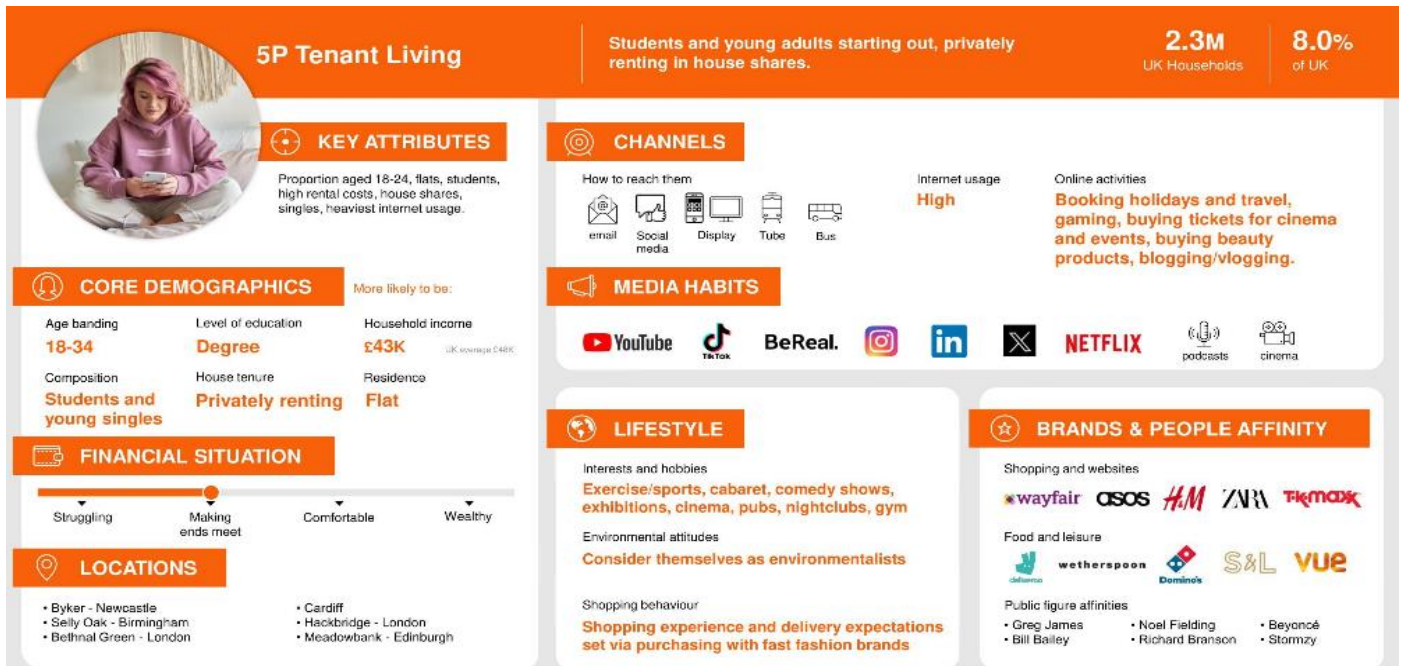 5P Tenant Living
Students and young adults starting out, privately
renting in house shares.
2.3M
UK Households
8.0%
of UK
KEY ATTRIBUTES
Proportion aged 18-24, flats, students,
high rental costs, house shares,
singles, heaviest internet usage.
CORE DEMOGRAPHICS
More likely to be:
Age banding
18-34
Level of education
Degree
Household income
£43K
UK average £48K
Composition
Students and
young singles
House tenure
Privately renting
Residence
Flat
FINANCIAL SITUATION
Struggling
Making
ends meet
Comfortable
Wealthy
LOCATIONS
• Byker - Newcastle
• Selly Oak - Birmingham
• Bethnal Green - London
• Cardiff
• Hackbridge - London
• Meadowbank - Edinburgh
CHANNELS
How to reach them
email
Social
media
Display
Tube
Bus
Internet usage
High
Online activities
Booking holidays and travel,
gaming, buying tickets for cinema
and events, buying beauty
products, blogging/vlogging.
MEDIA HABITS
YouTube
TikTok
BeReal.
in
X
NETFLIX
podcasts
cinema
LIFESTYLE
Interests and hobbies
Exercise/sports, cabaret, comedy shows,
exhibitions, cinema, pubs, nightclubs, gym
Environmental attitudes
Consider themselves as environmentalists
Shopping behaviour
Shopping experience and delivery expectations
set via purchasing with fast fashion brands
BRANDS & PEOPLE AFFINITY
Shopping and websites
wayfair asos H&M ZARA TK maxx
Food and leisure
deliveroo wetherspoon Domino's S&L vue
Public figure affinities
• Greg James
• Bill Bailey
• Noel Fielding
• Richard Branson
• Beyoncé
• Stormzy